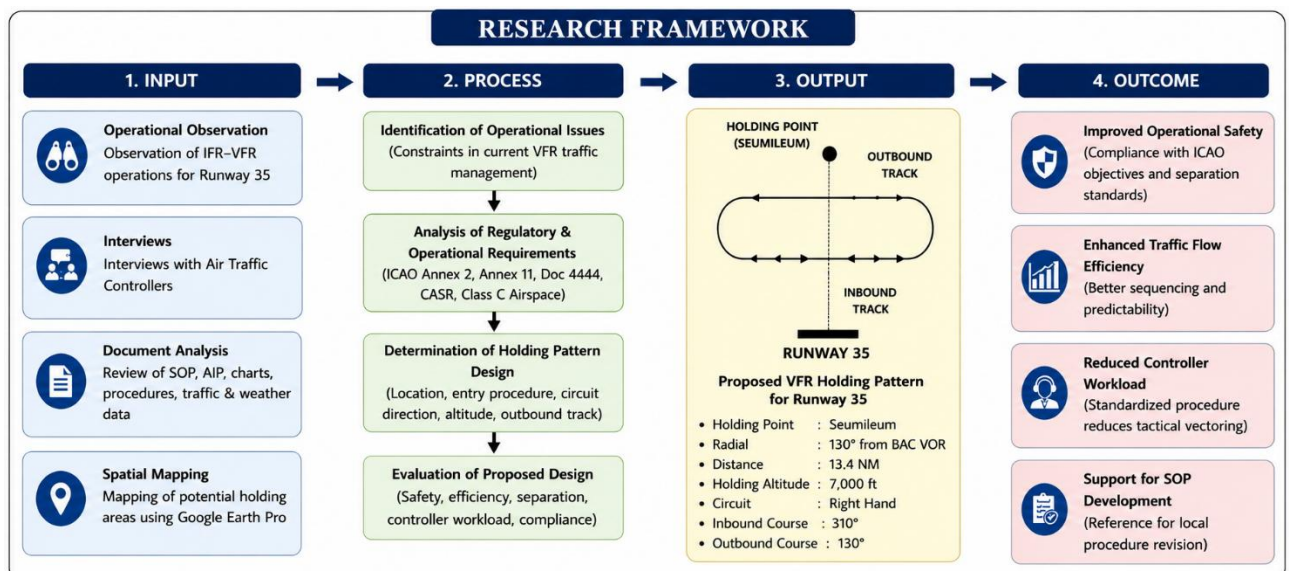 RESEARCH FRAMEWORK
1. INPUT
Operational Observation
Observation of IFR–VFR
operations for Runway 35
Interviews
Interviews with Air Traffic
Controllers
Document Analysis
Review of SOP, AIP, charts,
procedures, traffic & weather
data
Spatial Mapping
Mapping of potential holding
areas using Google Earth Pro
2. PROCESS
Identification of Operational Issues
(Constraints in current VFR traffic
management)
Analysis of Regulatory &
Operational Requirements
(ICAO Annex 2, Annex 11, Doc 4444,
CASR, Class C Airspace)
Determination of Holding Pattern
Design
(Location, entry procedure, circuit
direction, altitude, outbound track)
Evaluation of Proposed Design
(Safety, efficiency, separation,
controller workload, compliance)
3. OUTPUT
HOLDING POINT
(SEUMILEUM)
OUTBOUND
TRACK
INBOUND
TRACK
RUNWAY 35
Proposed VFR Holding Pattern
for Runway 35
• Holding Point : Seumileum
• Radial : 130° from BAC VOR
• Distance : 13.4 NM
• Holding Altitude : 7,000 ft
• Circuit : Right Hand
• Inbound Course : 310°
• Outbound Course : 130°
4. OUTCOME
Improved Operational Safety
(Compliance with ICAO
objectives and separation
standards)
Enhanced Traffic Flow
Efficiency
(Better sequencing and
predictability)
Reduced Controller
Workload
(Standardized procedure
reduces tactical vectoring)
Support for SOP
Development
(Reference for local
procedure revision)